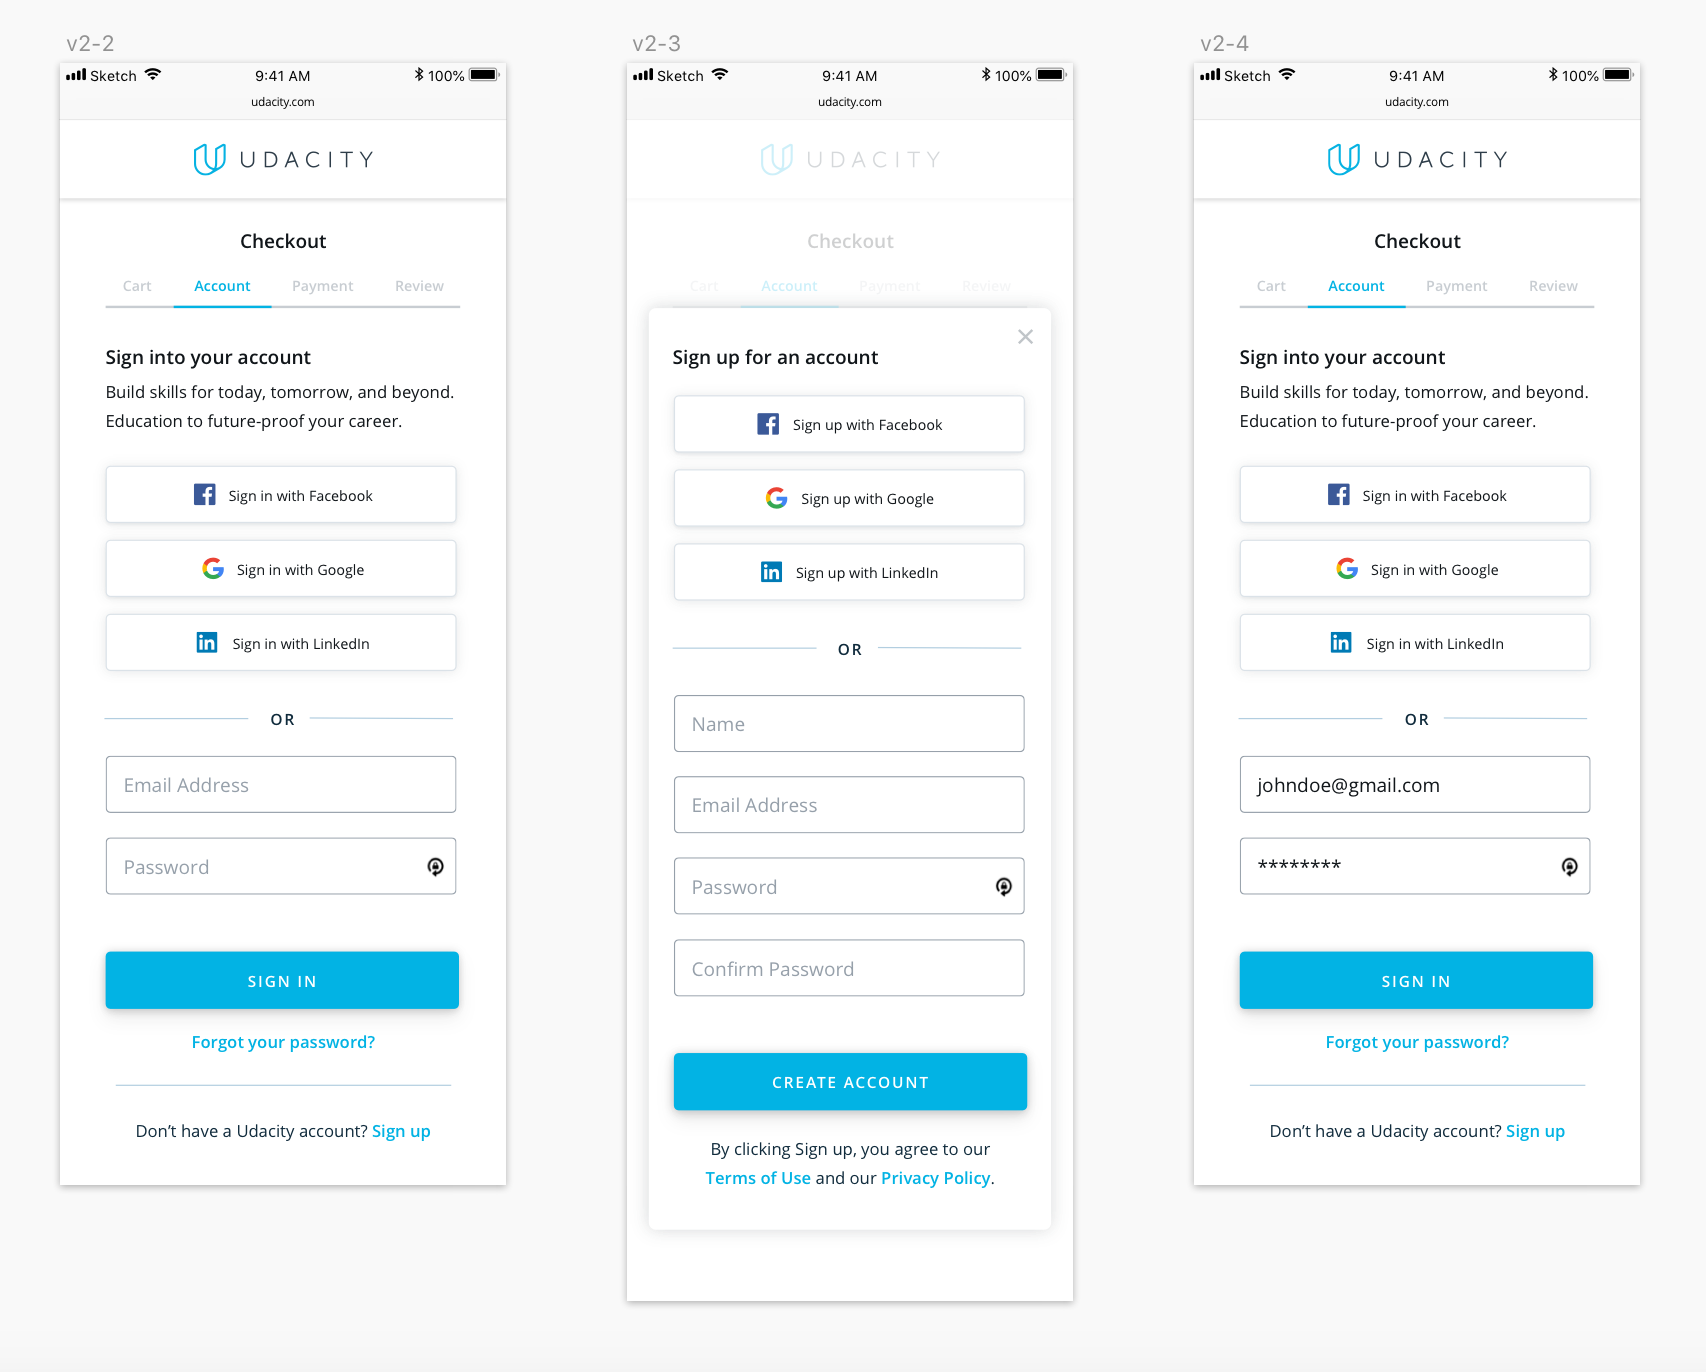 v2-2
Sketch 9:41 AM 100%
udacity.com
UDACITY
Checkout
Cart Account Payment Review
Sign into your account
Build skills for today, tomorrow, and beyond.
Education to future-proof your career.
Sign in with Facebook
Sign in with Google
Sign in with LinkedIn
OR
Email Address
Password
SIGN IN
Forgot your password?
Don’t have a Udacity account? Sign up
v2-3
Sketch 9:41 AM 100%
udacity.com
UDACITY
Checkout
Cart Account Payment Review
Sign up for an account
Sign up with Facebook
Sign up with Google
Sign up with LinkedIn
OR
Name
Email Address
Password
Confirm Password
CREATE ACCOUNT
By clicking Sign up, you agree to our
Terms of Use and our Privacy Policy.
v2-4
Sketch 9:41 AM 100%
udacity.com
UDACITY
Checkout
Cart Account Payment Review
Sign into your account
Build skills for today, tomorrow, and beyond.
Education to future-proof your career.
Sign in with Facebook
Sign in with Google
Sign in with LinkedIn
OR
johndoe@gmail.com
********
SIGN IN
Forgot your password?
Don’t have a Udacity account? Sign up